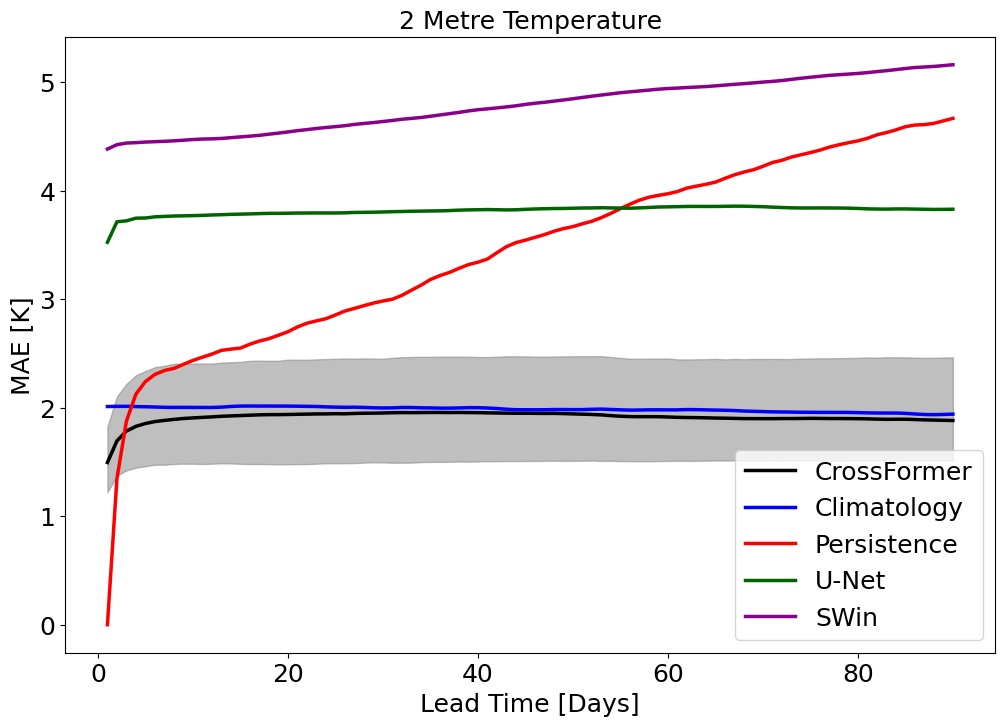 2 Metre Temperature
MAE [K]
5
4
3
2
1
0
0 20 40 60 80
Lead Time [Days]
CrossFormer
Climatology
Persistence
U-Net
SWin